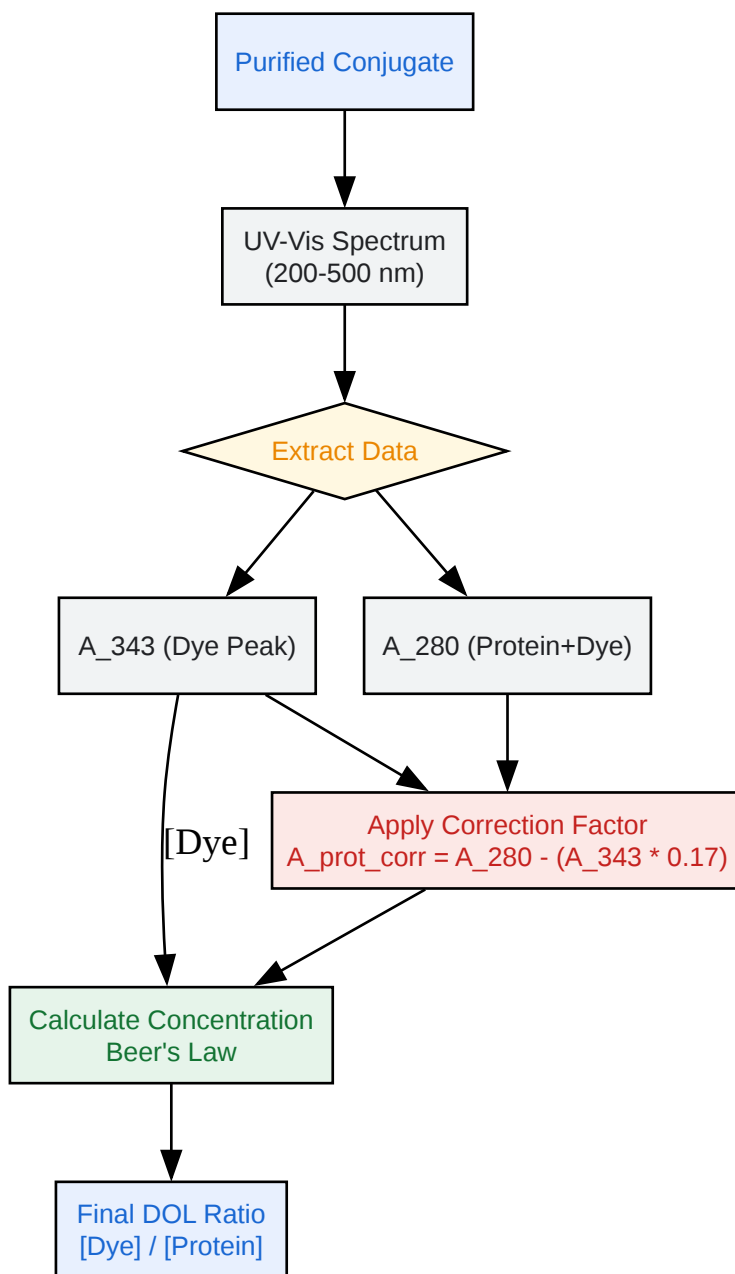 Purified Conjugate
UV-Vis Spectrum
(200-500 nm)
Extract Data
A_343 (Dye Peak)
A_280 (Protein+Dye)
[Dye]
Apply Correction Factor
A_prot_corr = A_280 - (A_343 * 0.17)
Calculate Concentration
Beer's Law
Final DOL Ratio
[Dye] / [Protein]